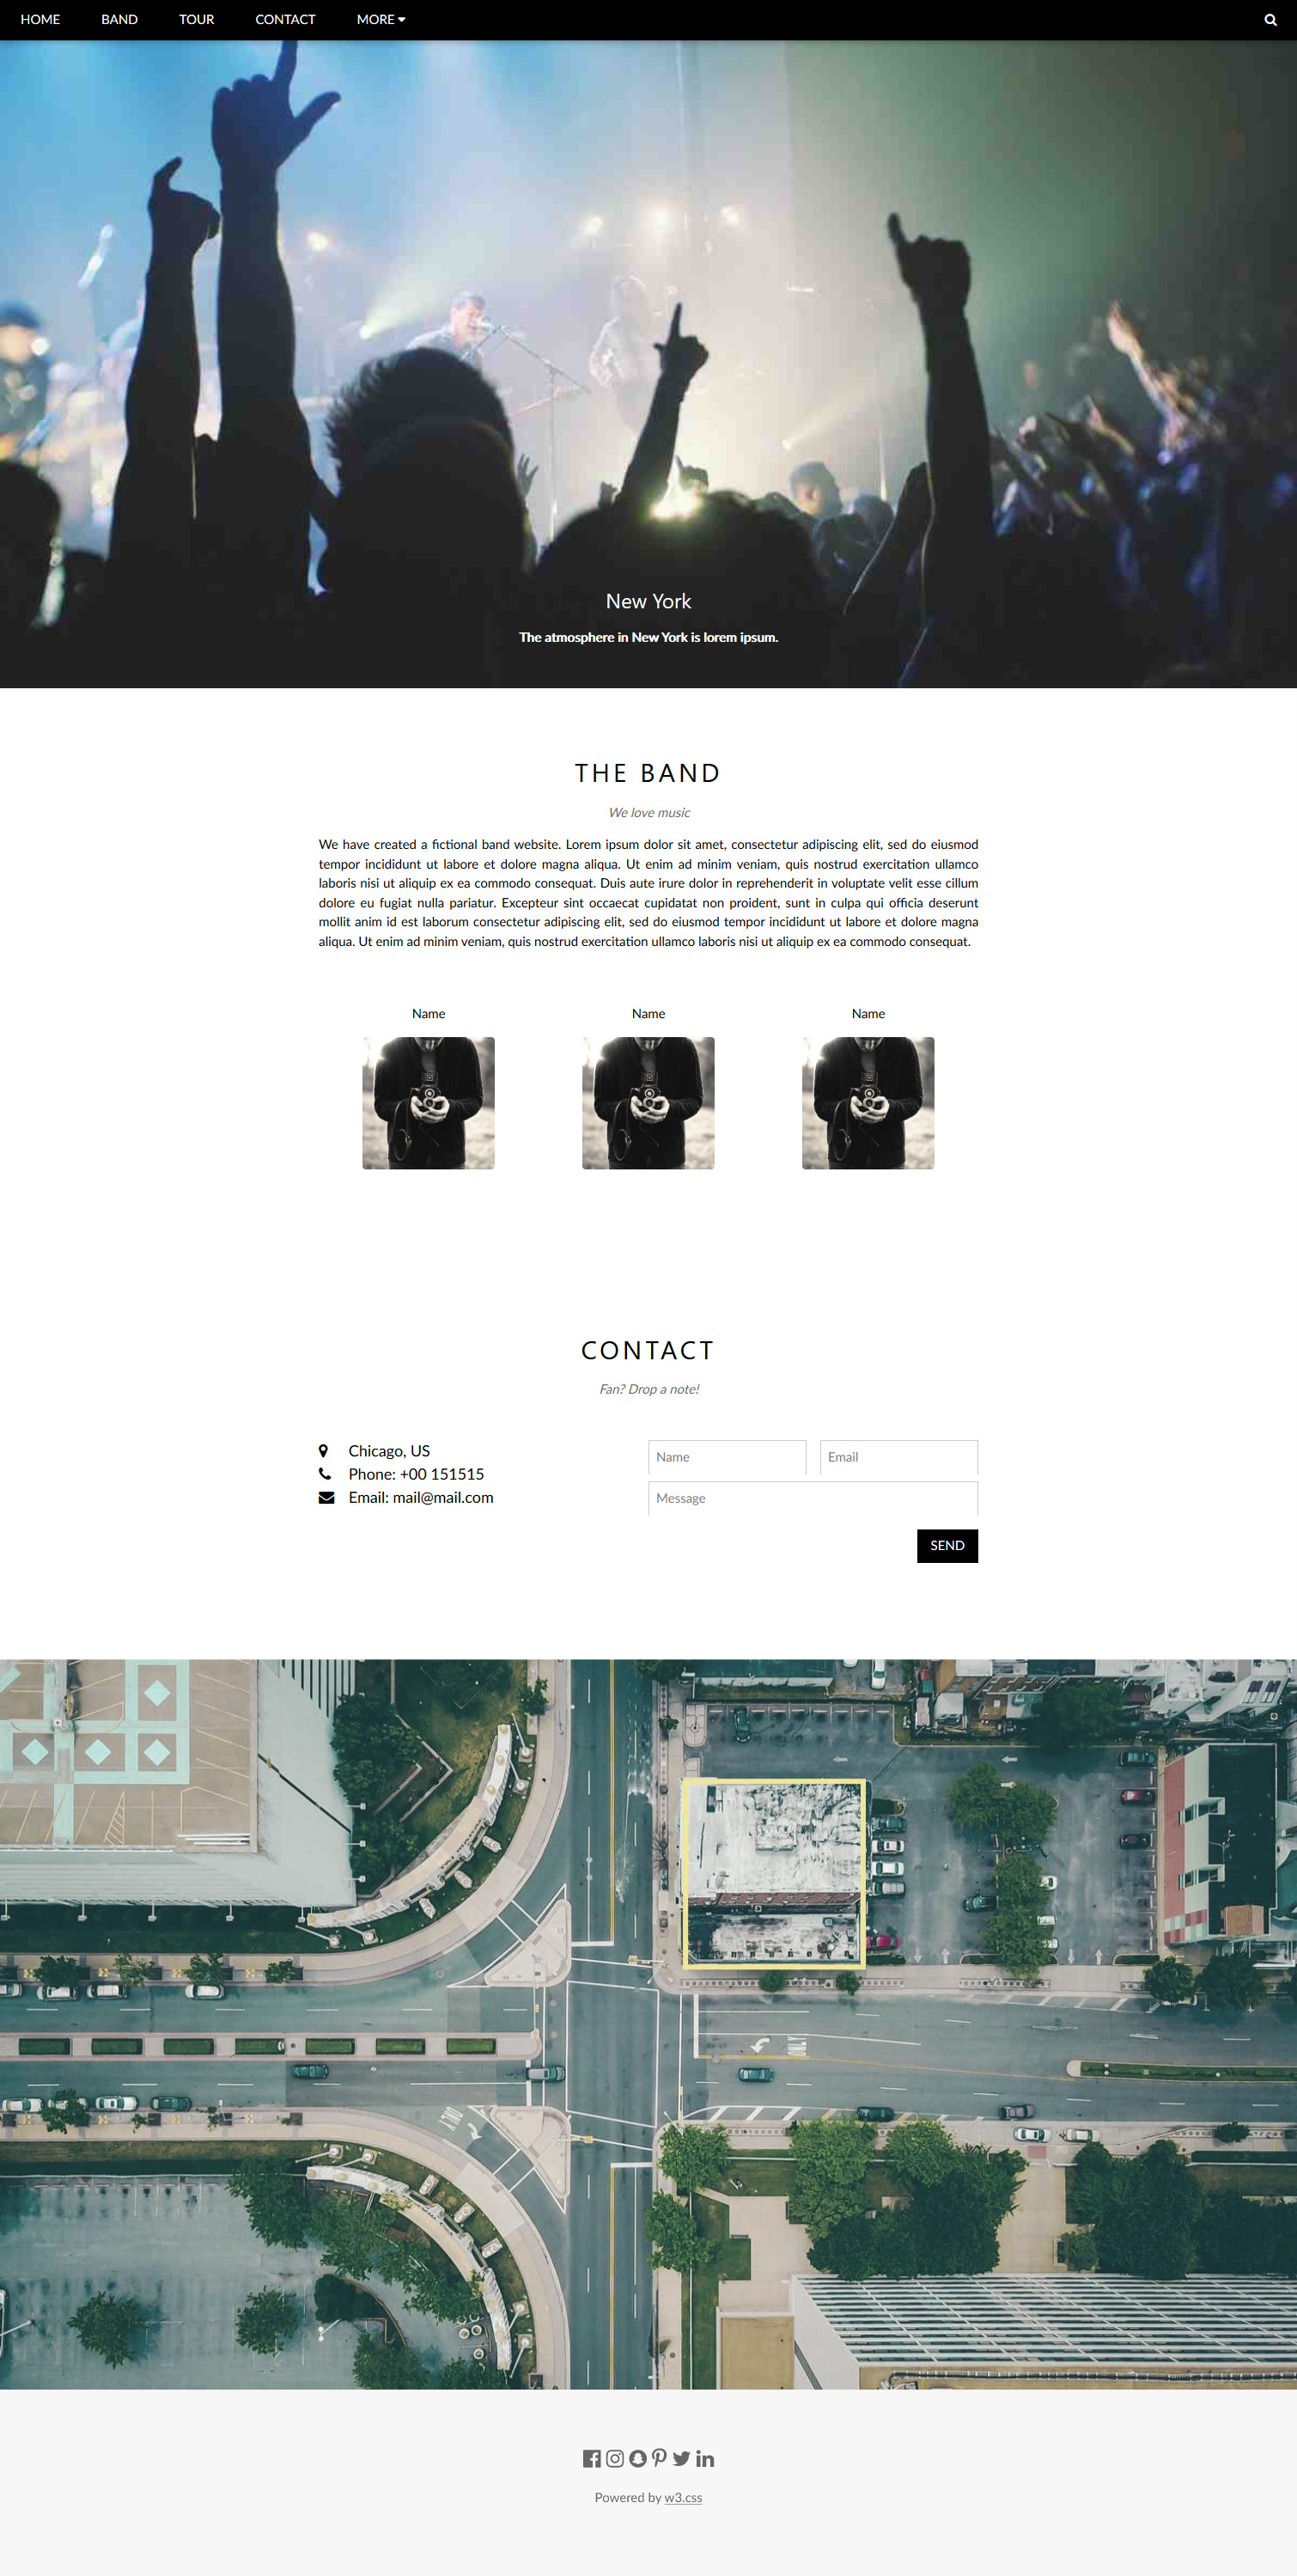 HOME BAND TOUR CONTACT MORE
New York
The atmosphere in New York is lorem ipsum.
THE BAND
We love music
We have created a fictional band website. Lorem ipsum dolor sit amet, consectetur adipiscing elit, sed do eiusmod
tempor incididunt ut labore et dolore magna aliqua. Ut enim ad minim veniam, quis nostrud exercitation ullamco
laboris nisi ut aliquip ex ea commodo consequat. Duis aute irure dolor in reprehenderit in voluptate velit esse cillum
dolore eu fugiat nulla pariatur. Excepteur sint occaecat cupidatat non proident, sunt in culpa qui officia deserunt
mollit anim id est laborum consectetur adipiscing elit, sed do eiusmod tempor incididunt ut labore et dolore magna
aliqua. Ut enim ad minim veniam, quis nostrud exercitation ullamco laboris nisi ut aliquip ex ea commodo consequat.
Name Name Name
CONTACT
Fan? Drop a note!
Chicago, US
Phone: +00 151515
Email: mail@mail.com
Name Email
Message
SEND
ONLY
ONLY
Powered by w3.css